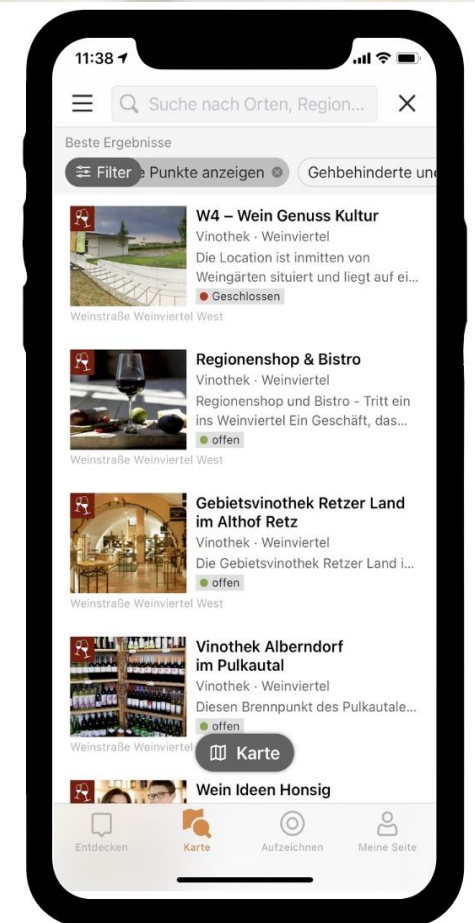 11:38
Suche nach Orten, Region...
Beste Ergebnisse
Filter e Punkte anzeigen Gehbehinderte und
W4 – Wein Genuss Kultur
Vinothek · Weinviertel
Die Location ist inmitten von
Weingärten situiert und liegt auf ei...
Geschlossen
Weinstraße Weinviertel West
Regionenshop & Bistro
Vinothek · Weinviertel
Regionenshop und Bistro - Tritt ein
ins Weinviertel Ein Geschäft, das...
offen
Weinstraße Weinviertel West
Gebietsvinothek Retzer Land
im Althof Retz
Vinothek · Weinviertel
Die Gebietsvinothek Retzer Land i...
offen
Weinstraße Weinviertel West
Vinothek Alberndorf
im Pulkautal
Vinothek · Weinviertel
Diesen Brennpunkt des Pulkautale...
offen
Weinstraße Weinviertel
Karte
Wein Ideen Honsig
Entdecken Karte Aufzeichnen Meine Seite